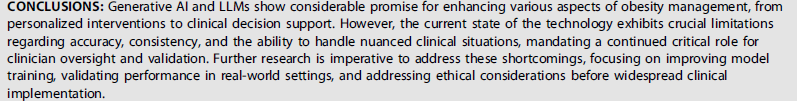 CONCLUSIONS: Generative AI and LLMs show considerable promise for enhancing various aspects of obesity management, from
personalized interventions to clinical decision support. However, the current state of the technology exhibits crucial limitations
regarding accuracy, consistency, and the ability to handle nuanced clinical situations, mandating a continued critical role for
clinician oversight and validation. Further research is imperative to address these shortcomings, focusing on improving model
training, validating performance in real-world settings, and addressing ethical considerations before widespread clinical
implementation.